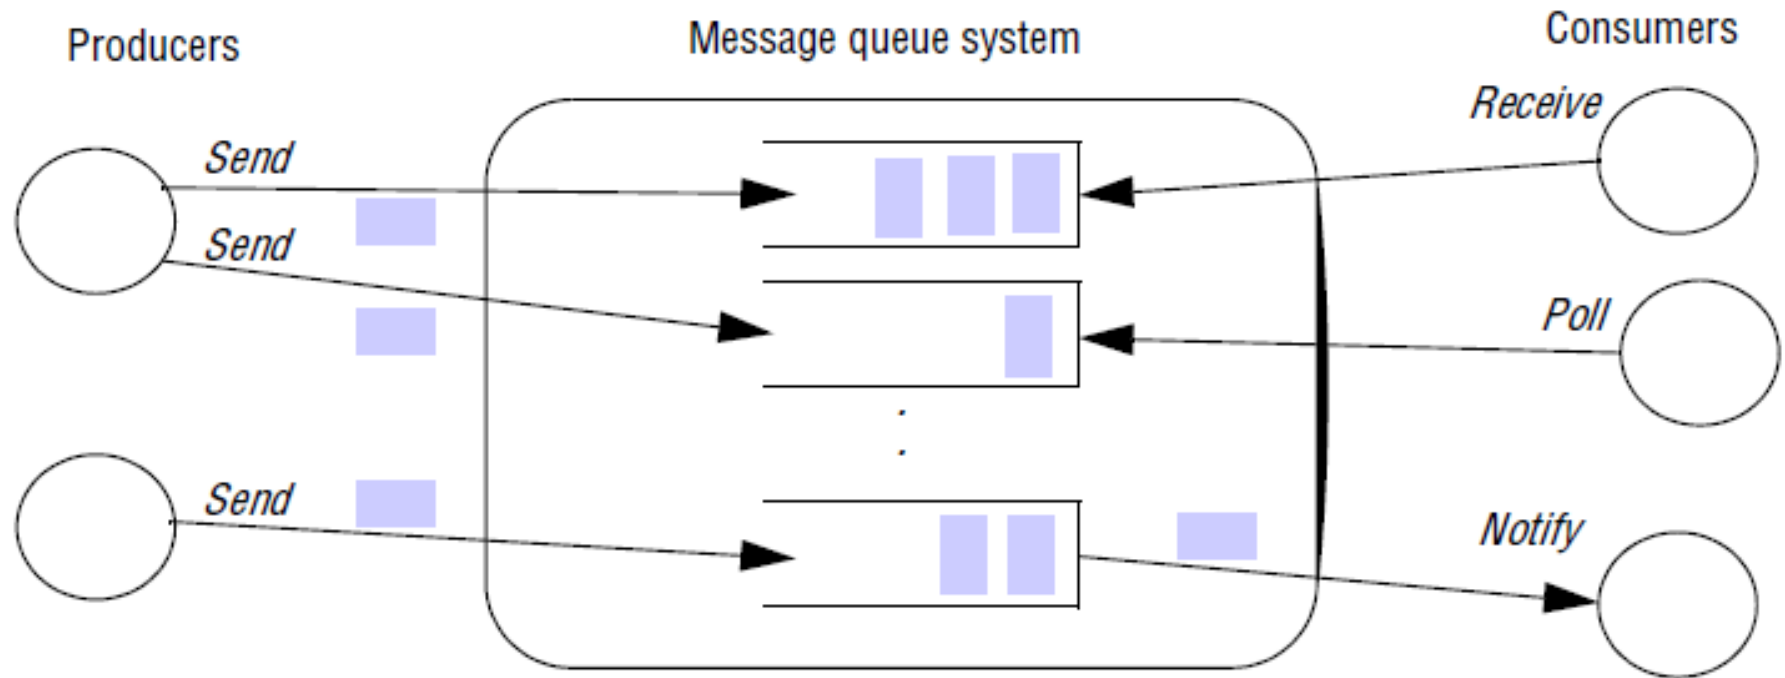 Producers
Message queue system
Consumers
Send
Receive
Send
Poll
Send
Notify